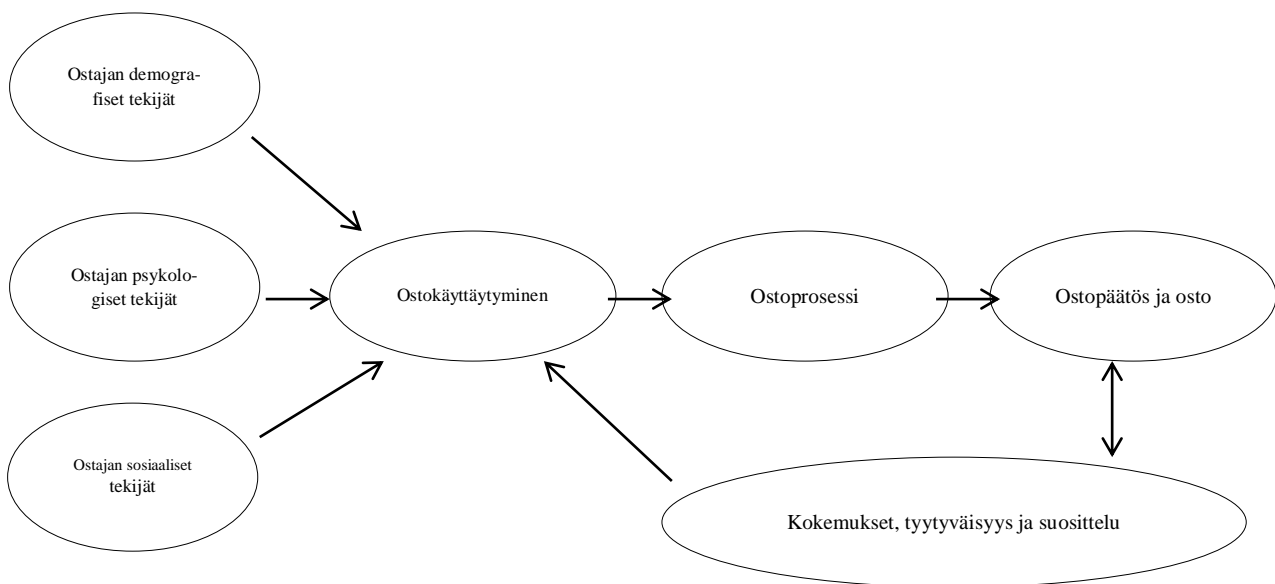 Ostajan demogra-
fiset tekijät
Ostajan psykolo-
giset tekijät
Ostokäyttäytyminen
Ostoprosessi
Ostopäätös ja osto
Ostajan sosiaaliset
tekijät
Kokemukset, tyytyväisyys ja suosittelu